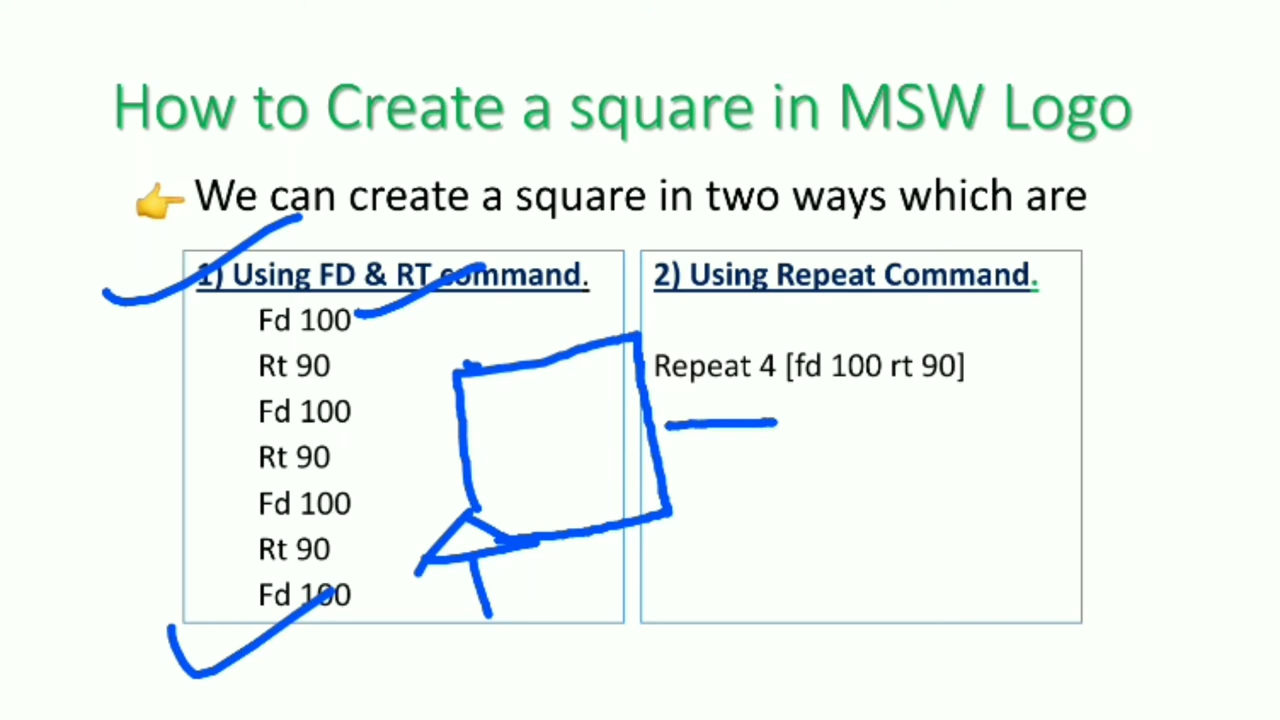 How to Create a square in MSW Logo
👉 We can create a square in two ways which are
1) Using FD & RT command.
Fd 100
Rt 90
Fd 100
Rt 90
Fd 100
Rt 90
Fd 100
2) Using Repeat Command.
Repeat 4 [fd 100 rt 90]